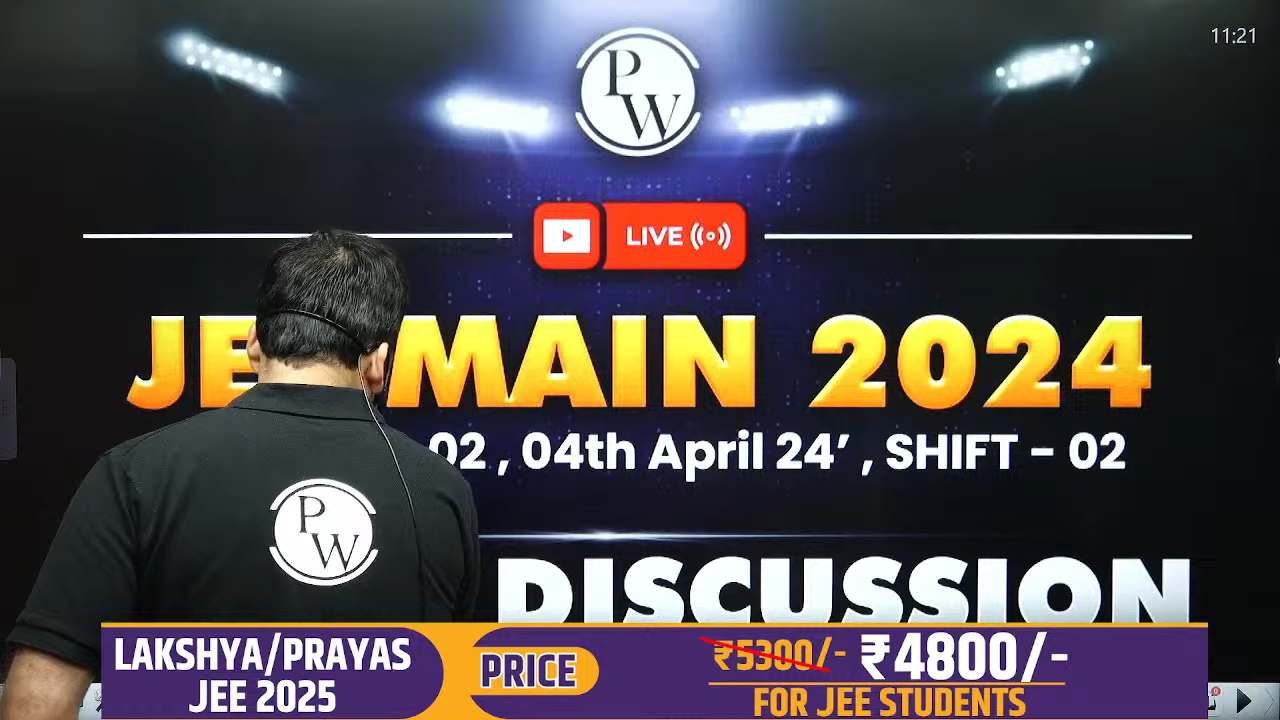 11:21
PW
LIVE
JE MAIN 2024
02, 04th April 24’, SHIFT - 02
PW
DISCUSSION
LAKSHYA/PRAYAS
JEE 2025
PRICE
₹5300/- ₹4800/-
FOR JEE STUDENTS